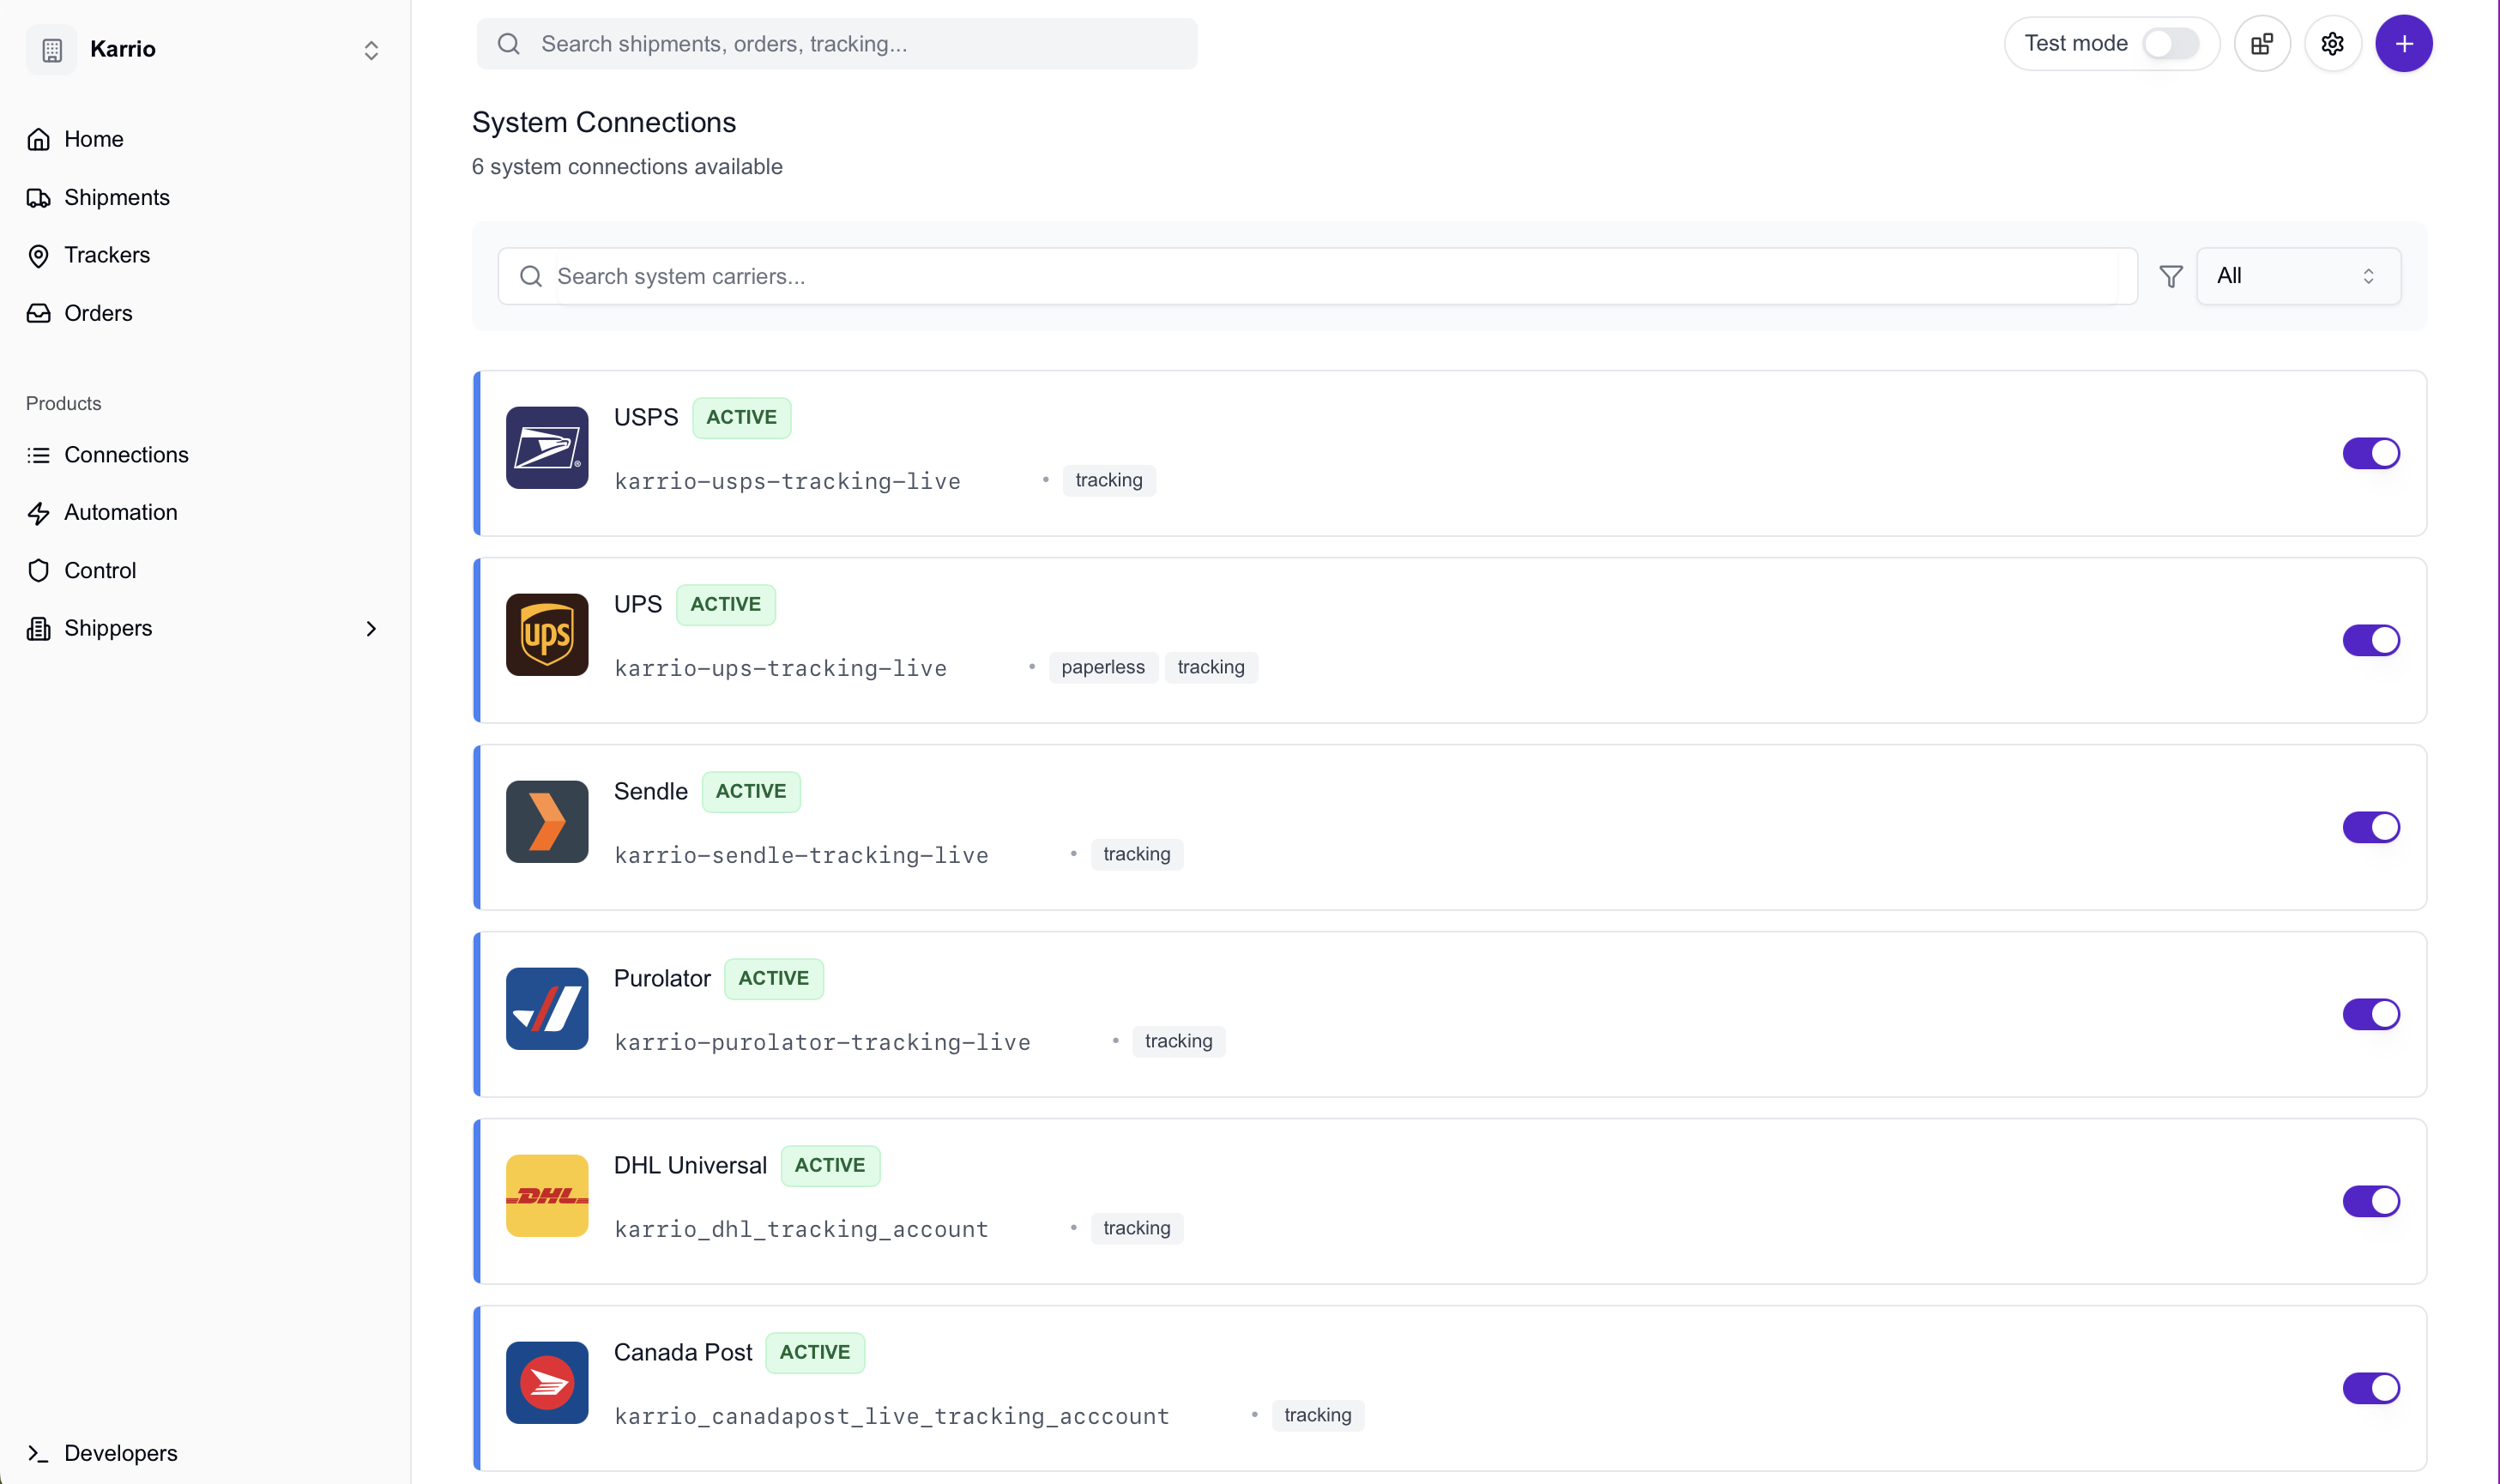 Karrio
Search shipments, orders, tracking...
Test mode
Home
Shipments
Trackers
Orders
Products
Connections
Automation
Control
Shippers
Developers
System Connections
6 system connections available
Search system carriers...
All
USPS ACTIVE
karrio-usps-tracking-live • tracking
UPS ACTIVE
ups
karrio-ups-tracking-live • paperless tracking
Sendle ACTIVE
karrio-sendle-tracking-live • tracking
Purolator ACTIVE
karrio-purolator-tracking-live • tracking
DHL Universal ACTIVE
DHL
karrio_dhl_tracking_account • tracking
Canada Post ACTIVE
karrio_canadapost_live_tracking_acccount • tracking